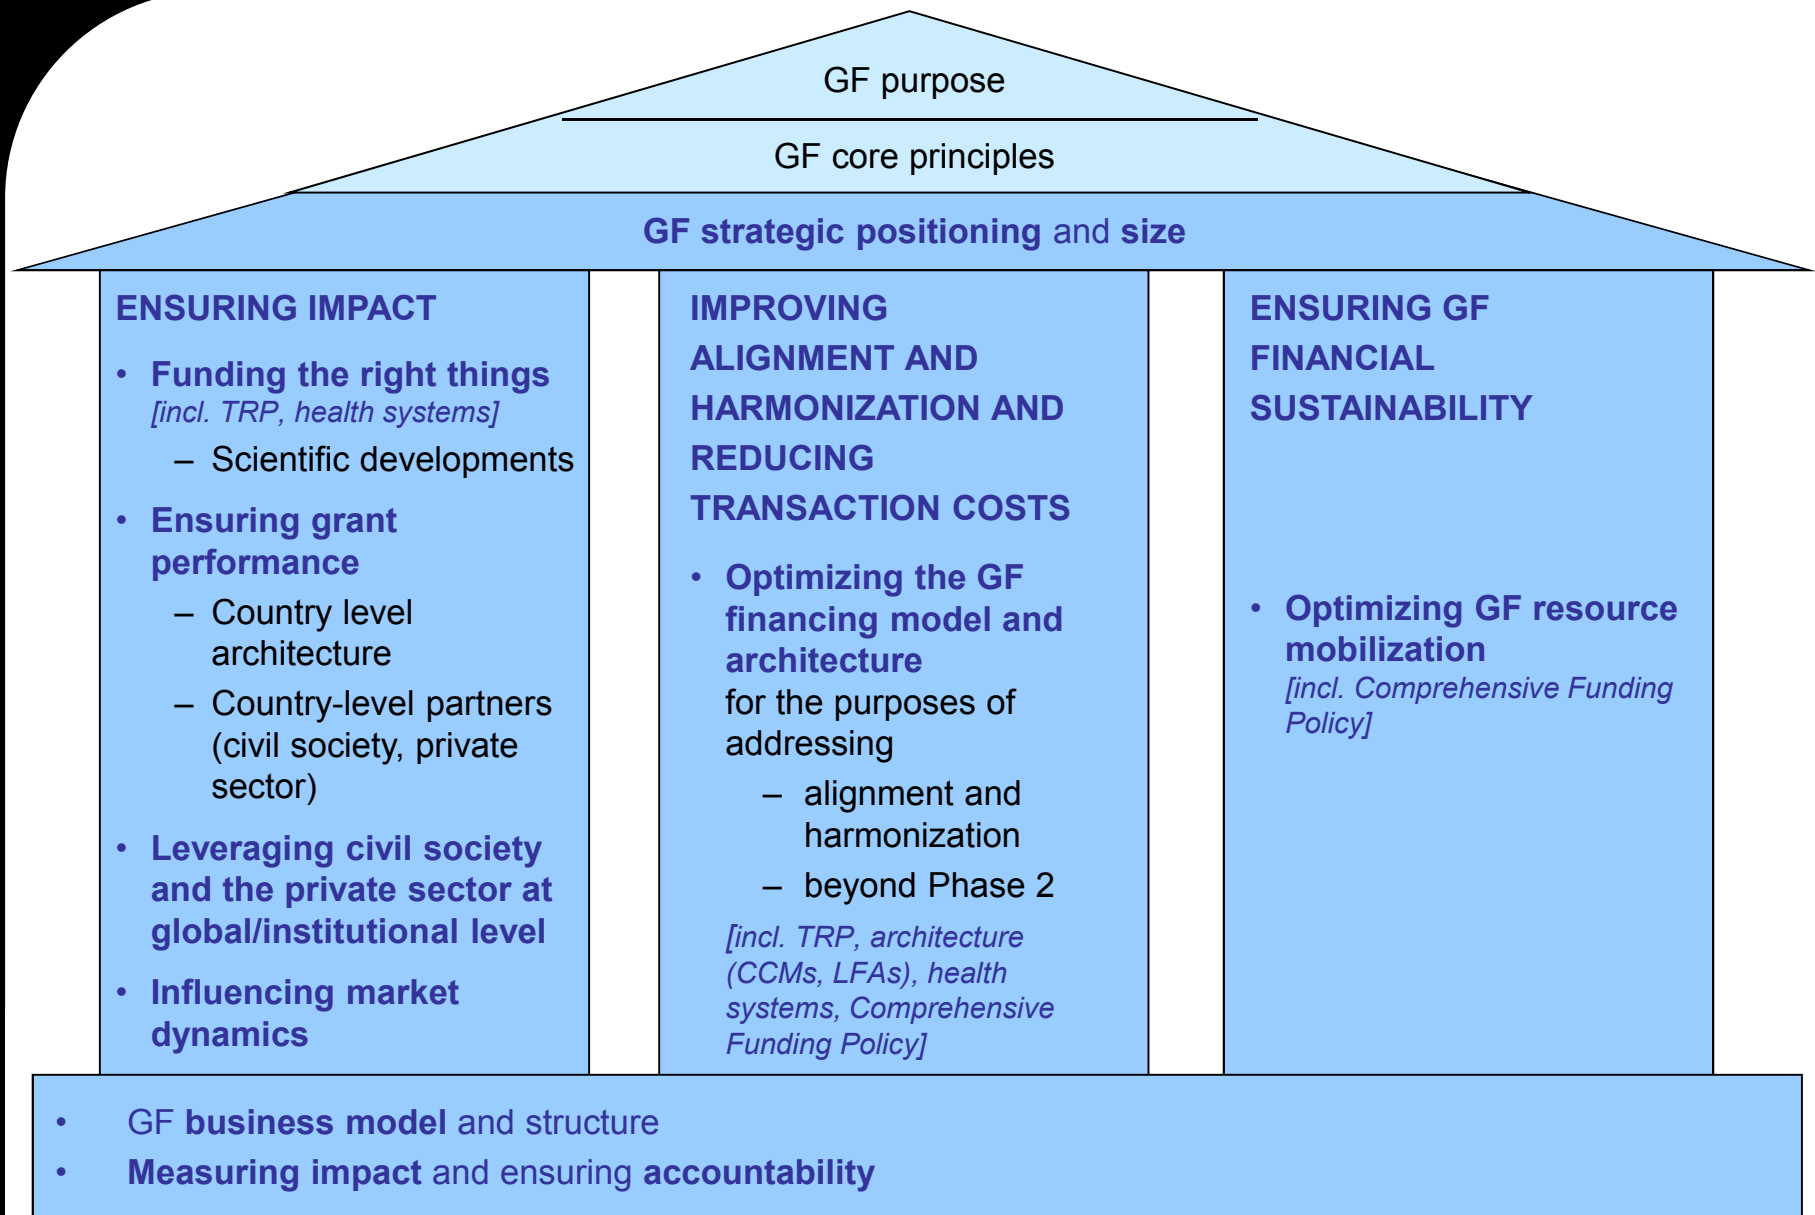 GF purpose
GF core principles
GF strategic positioning and size
ENSURING IMPACT
• Funding the right things
[incl. TRP, health systems]
– Scientific developments
• Ensuring grant
performance
– Country level
architecture
– Country-level partners
(civil society, private
sector)
• Leveraging civil society
and the private sector at
global/institutional level
• Influencing market
dynamics
IMPROVING
ALIGNMENT AND
HARMONIZATION AND
REDUCING
TRANSACTION COSTS
• Optimizing the GF
financing model and
architecture
for the purposes of
addressing
– alignment and
harmonization
– beyond Phase 2
[incl. TRP, architecture
(CCMs, LFAs), health
systems, Comprehensive
Funding Policy]
ENSURING GF
FINANCIAL
SUSTAINABILITY
• Optimizing GF resource
mobilization
[incl. Comprehensive Funding
Policy]
• GF business model and structure
• Measuring impact and ensuring accountability